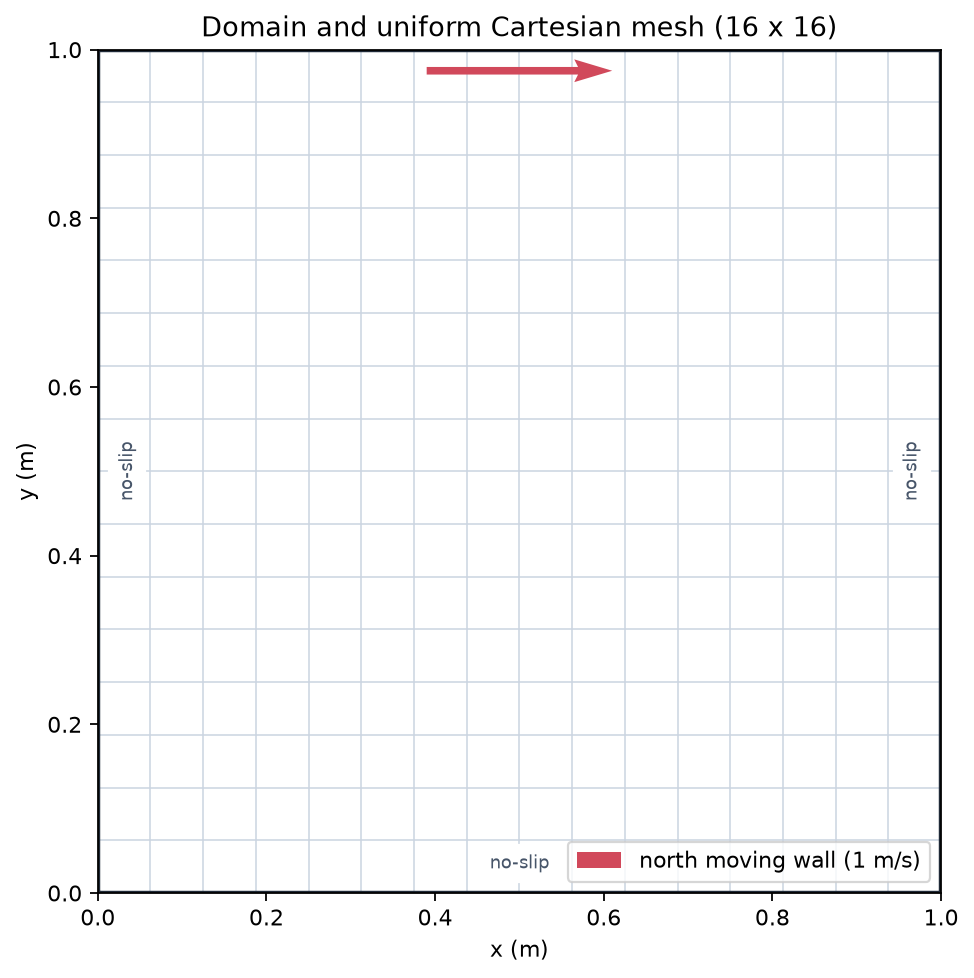 Domain and uniform Cartesian mesh (16 x 16)
1.0
0.8
0.6
0.4
0.2
0.0
y (m)
no-slip
no-slip
no-slip
north moving wall (1 m/s)
0.0 0.2 0.4 0.6 0.8 1.0
x (m)